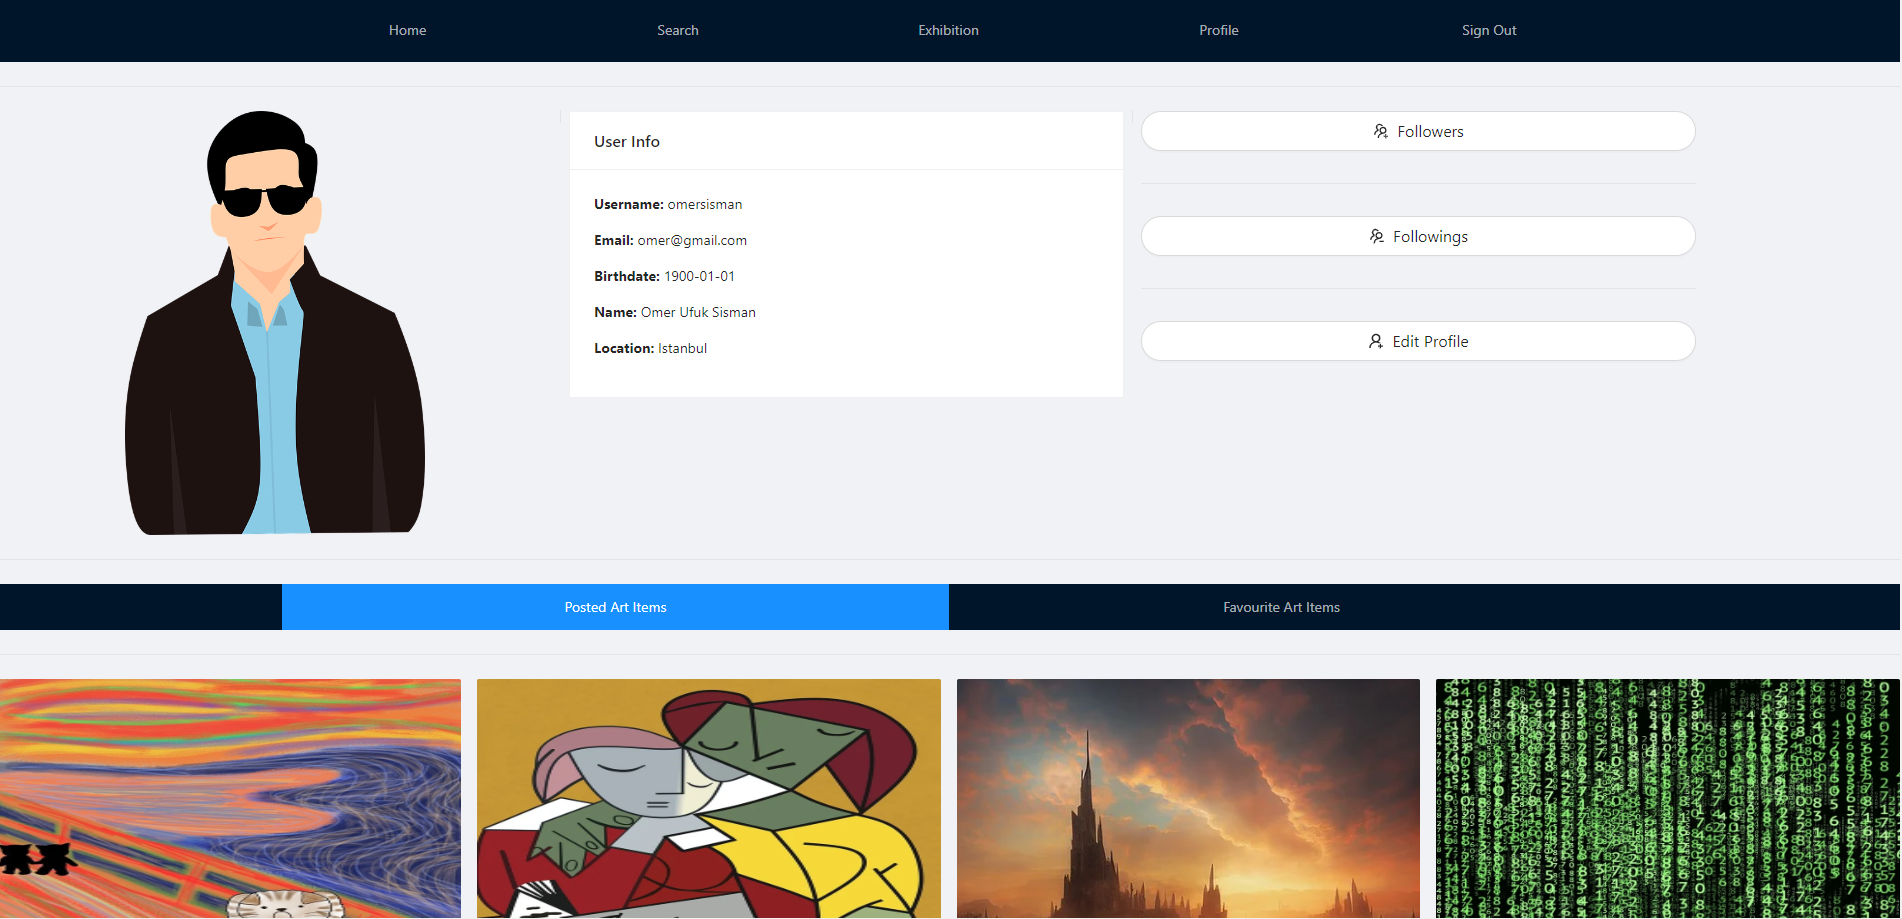 Home Search Exhibition Profile Sign Out
User Info
Username: omersisman
Email: omer@gmail.com
Birthdate: 1900-01-01
Name: Omer Ufuk Sisman
Location: Istanbul
Followers
Followings
Edit Profile
Posted Art Items Favourite Art Items